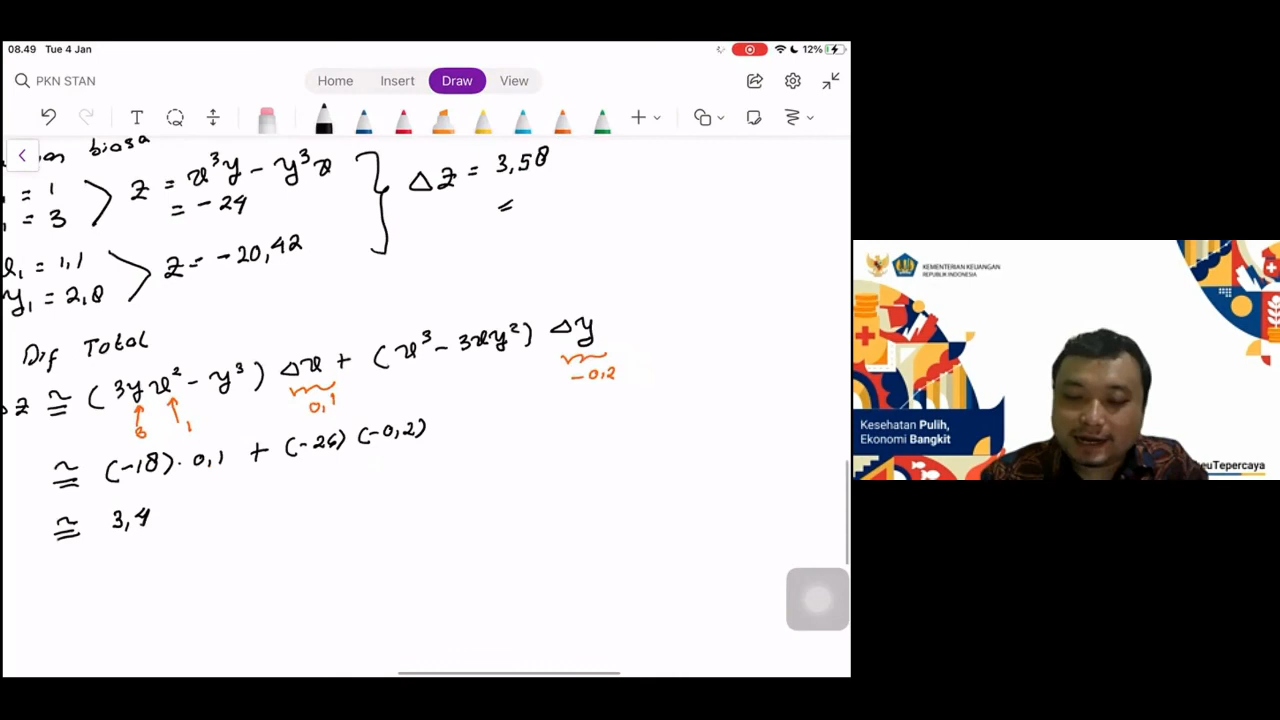 08.49 Tue 4 Jan
12%
PKN STAN
Home Insert Draw View
T
biasa
= 1
= 3
z = x³y - y³x
= -24
Δz = 3,58
x₁ = 1,1
y₁ = 2,8
z = -20,42
Dif Total
Δz ≅ (3yx² - y³) Δx + (x³ - 3xy²) Δy
3 1 0,1 -0,2
≅ (-18) · 0,1 + (-26) (-0,2)
≅ 3,4
KEMENTERIAN KEUANGAN
REPUBLIK INDONESIA
Kesehatan Pulih,
Ekonomi Bangkit
euTepercaya